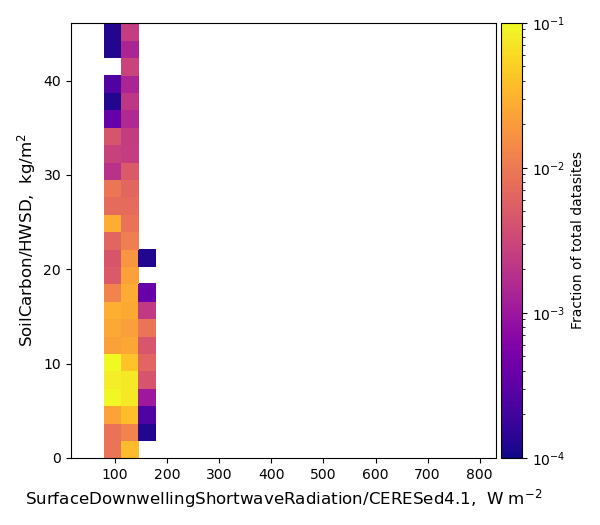 40
30
20
10
0
SoilCarbon/HWSD,  kg/m²
100 200 300 400 500 600 700 800
SurfaceDownwellingShortwaveRadiation/CERESed4.1,  W m⁻²
10⁻¹
10⁻²
10⁻³
10⁻⁴
Fraction of total datasites